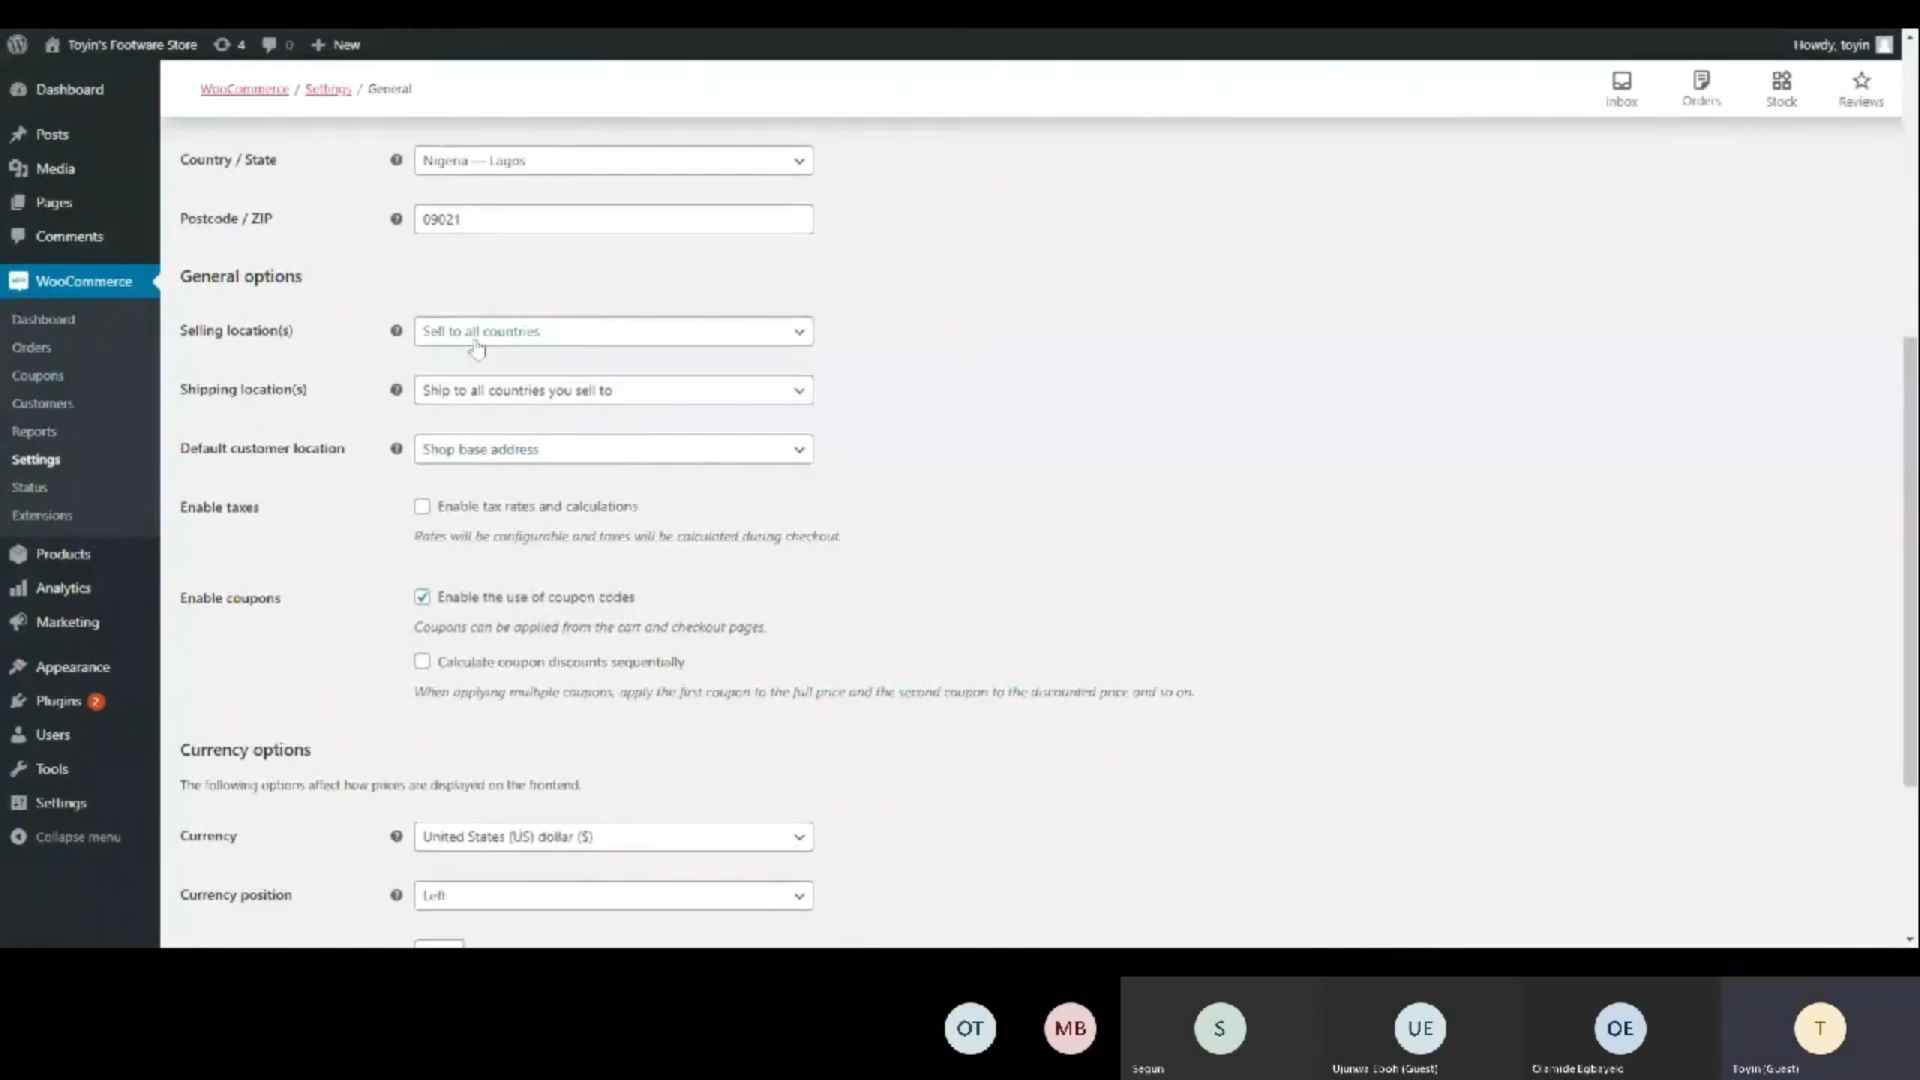 Toyin's Footware Store 4 0 New Howdy, toyin
Dashboard
Posts
Media
Pages
Comments
WooCommerce
Dashboard
Orders
Coupons
Customers
Reports
Settings
Status
Extensions
Products
Analytics
Marketing
Appearance
Plugins 2
Users
Tools
Settings
Collapse menu
WooCommerce / Settings / General
Inbox Orders Stock Reviews
Country / State Nigeria — Lagos
Postcode / ZIP 09021
General options
Selling location(s) Sell to all countries
Shipping location(s) Ship to all countries you sell to
Default customer location Shop base address
Enable taxes Enable tax rates and calculations
Rates will be configurable and taxes will be calculated during checkout.
Enable coupons Enable the use of coupon codes
Coupons can be applied from the cart and checkout pages.
Calculate coupon discounts sequentially
When applying multiple coupons, apply the first coupon to the full price and the second coupon to the discounted price and so on.
Currency options
The following options affect how prices are displayed on the frontend.
Currency United States (US) dollar ($)
Currency position Left
OT MB S UE OE T
Segun (Guest) Olamide Egbayelo Toyin (Guest)